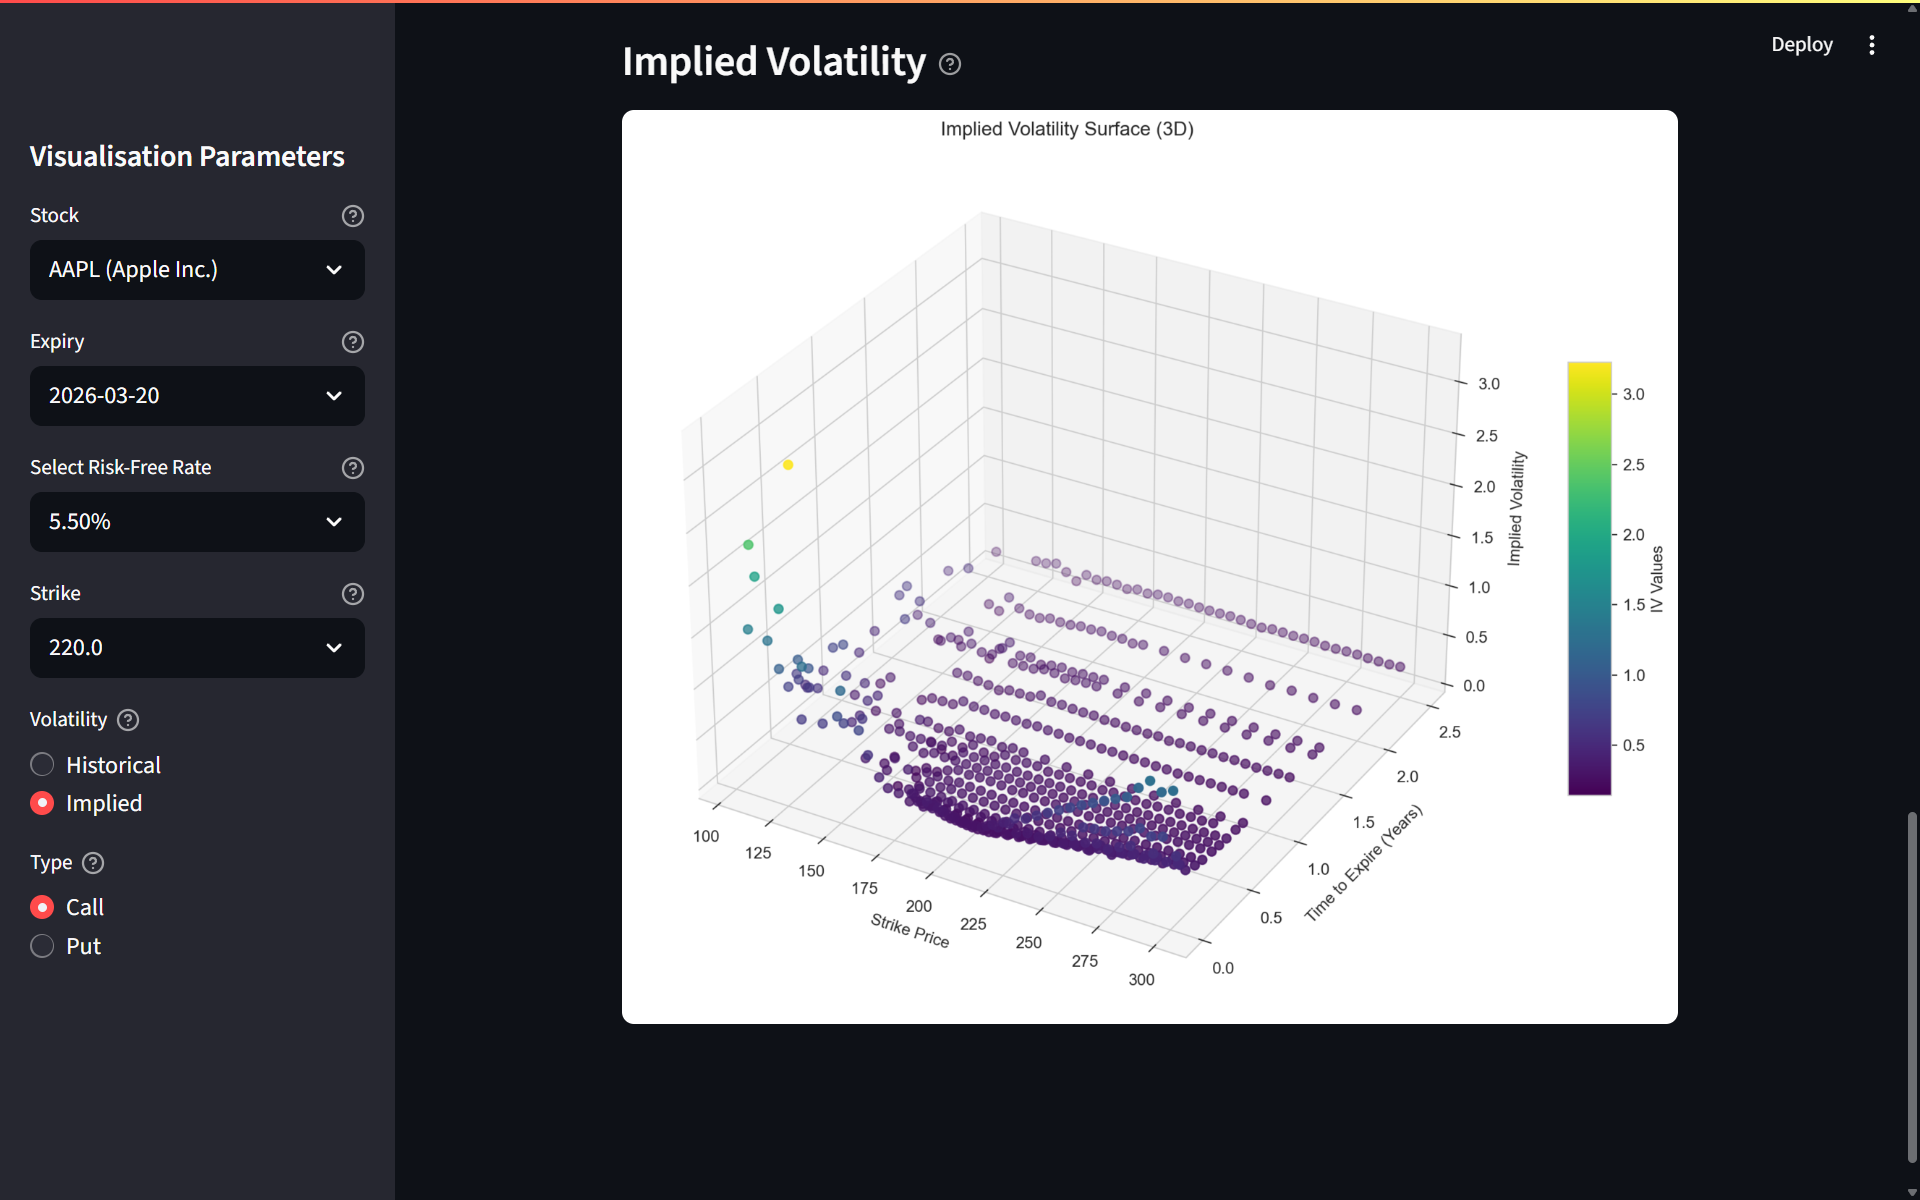 Deploy
Visualisation Parameters
Stock
AAPL (Apple Inc.)
Expiry
2026-03-20
Select Risk-Free Rate
5.50%
Strike
220.0
Volatility
Historical
Implied
Type
Call
Put
Implied Volatility
Implied Volatility Surface (3D)
3.0
2.5
2.0
1.5
1.0
0.5
0.0
Implied Volatility
2.5
2.0
1.5
1.0
0.5
0.0
Time to Expire (Years)
100
125
150
175
200
225
250
275
300
Strike Price
3.0
2.5
2.0
1.5
1.0
0.5
IV Values